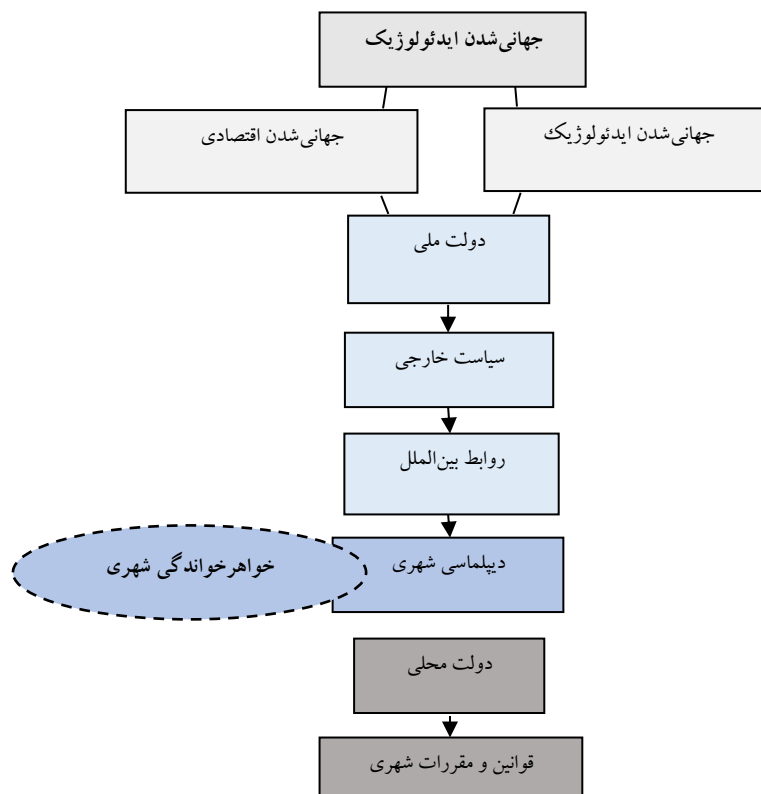 جهانی‌شدن ایدئولوژیک
جهانی‌شدن ایدئولوژیک
جهانی‌شدن اقتصادی
دولت ملی
سیاست خارجی
روابط بین‌الملل
دیپلماسی شهری
خواهرخواندگی شهری
دولت محلی
قوانین و مقررات شهری